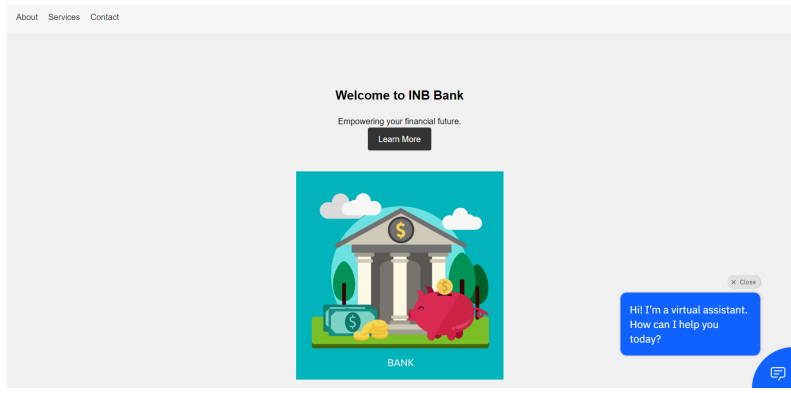 About Services Contact
Welcome to INB Bank
Empowering your financial future.
Learn More
$
$
$
BANK
× Close
Hi! I'm a virtual assistant.
How can I help you
today?